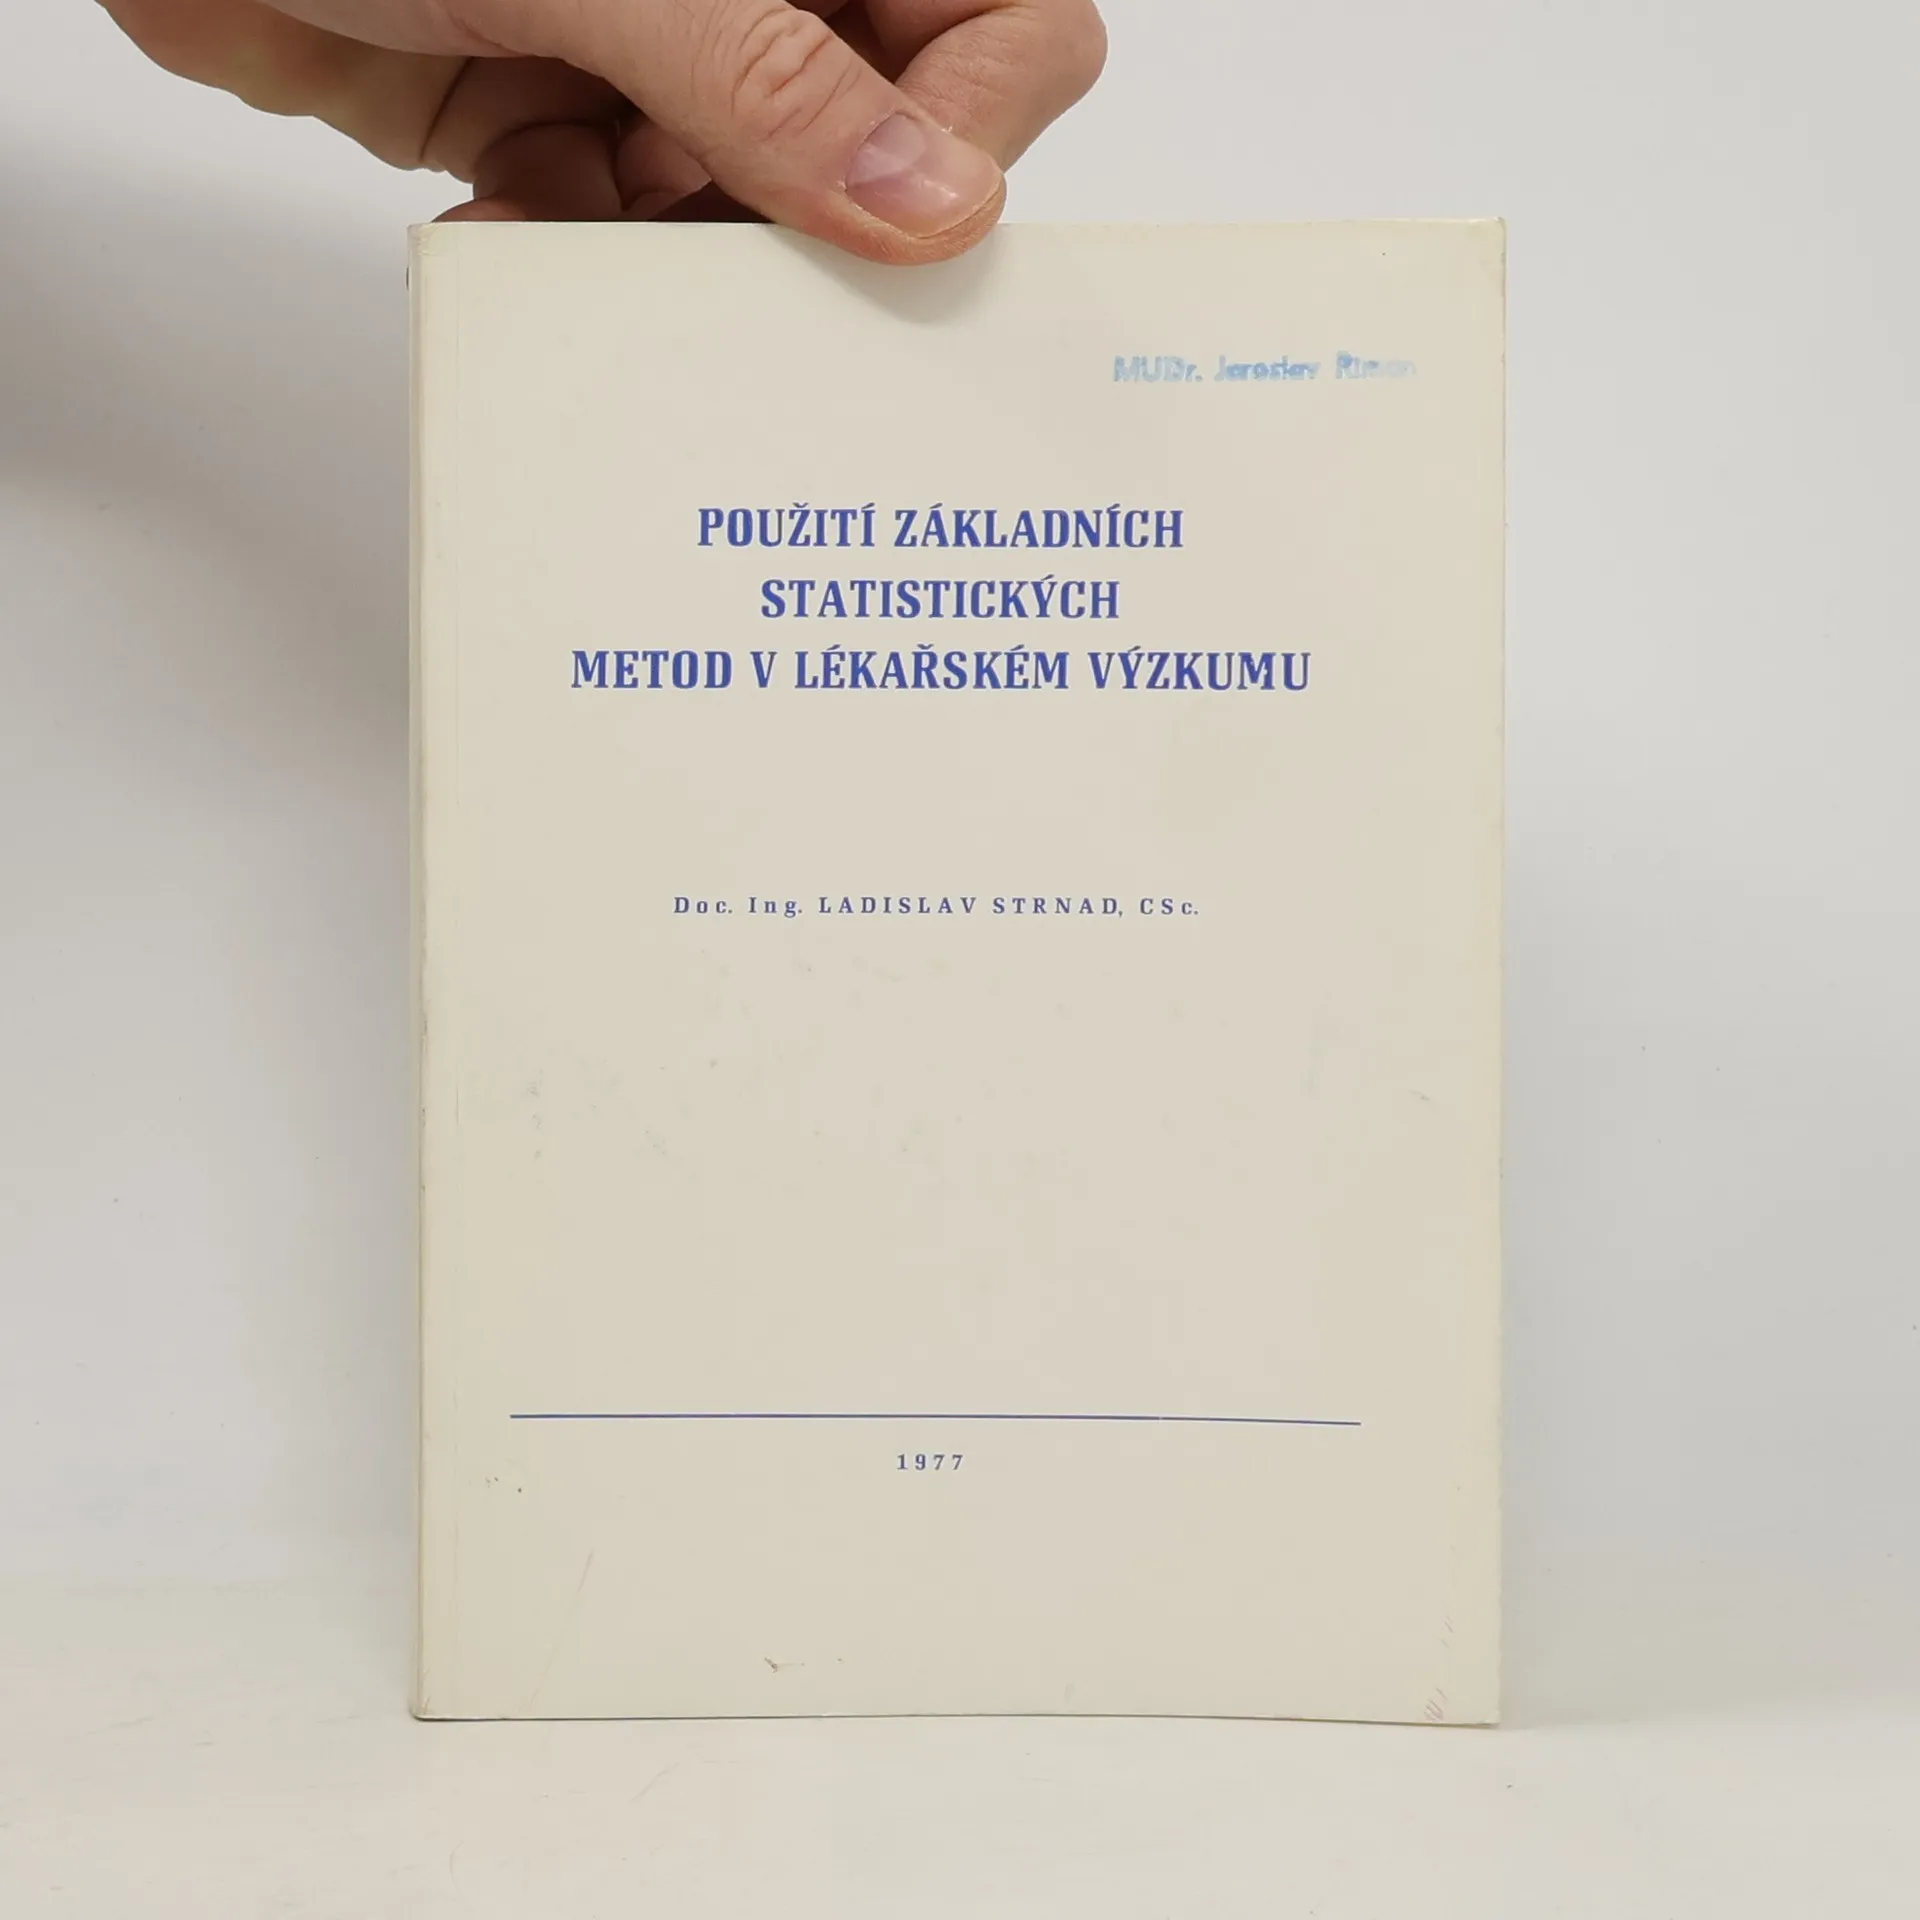 MUDr. Jaroslav
POUŽITÍ ZÁKLADNÍCH
STATISTICKÝCH
METOD V LÉKAŘSKÉM VÝZKUMU
Doc. Ing. LADISLAV STRNAD, CSc.
1977